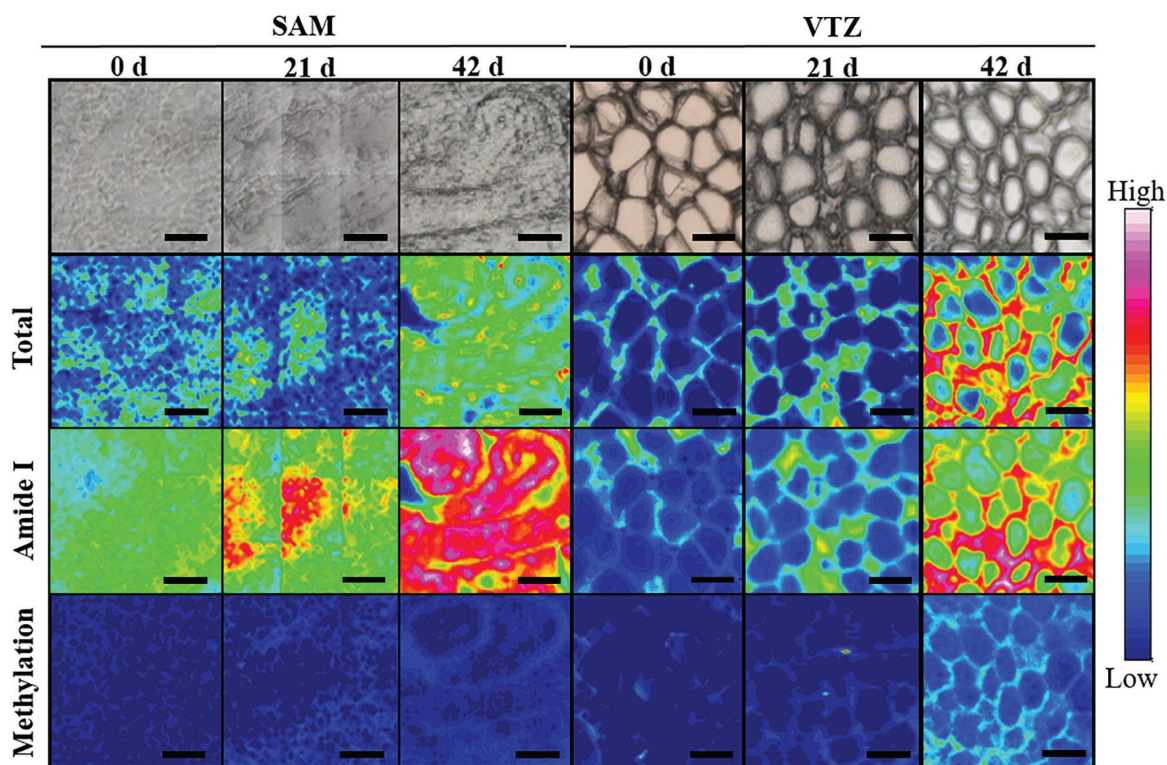 SAM VTZ
0 d 21 d 42 d 0 d 21 d 42 d
High
Total
Amide I
Methylation
Low